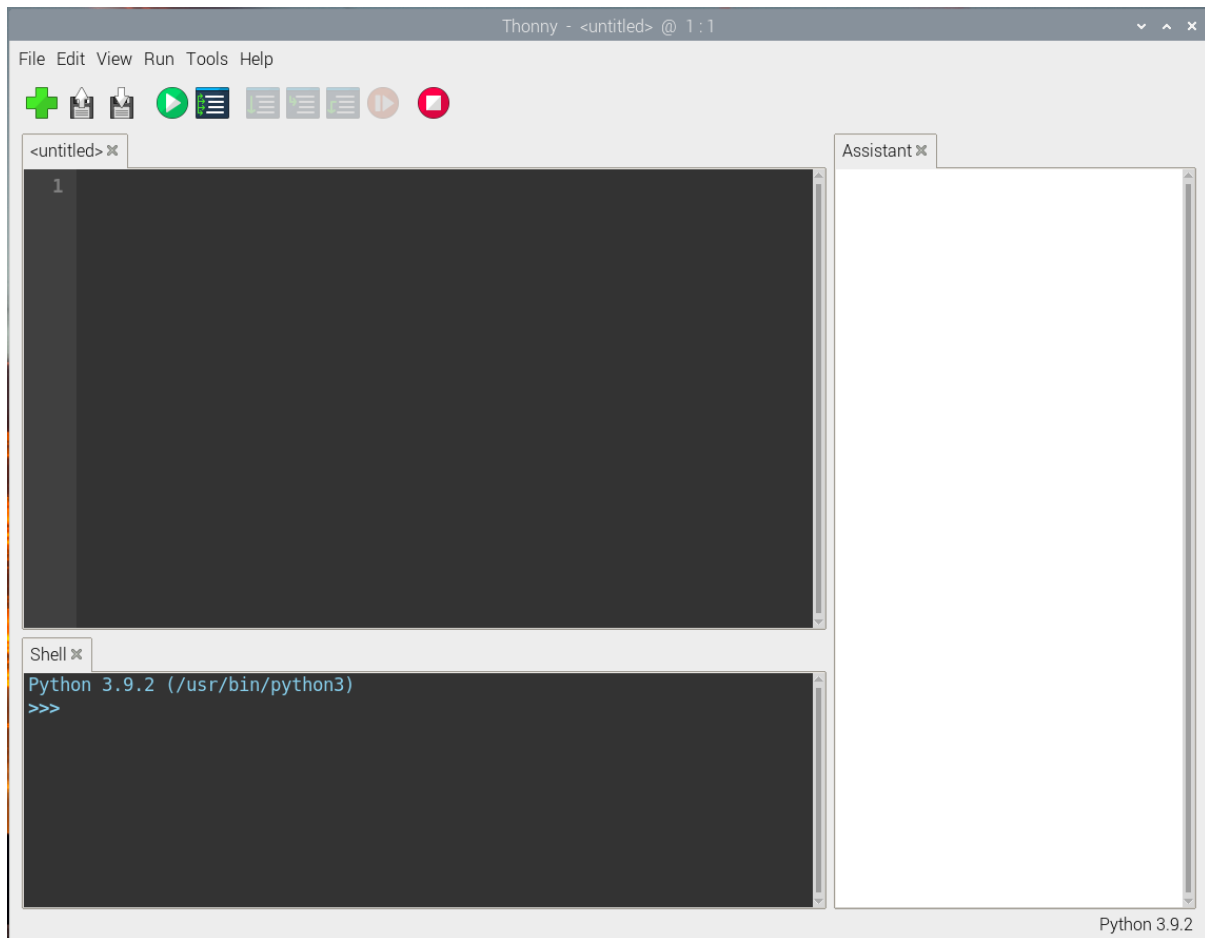 Thonny - <untitled> @ 1 : 1
File Edit View Run Tools Help
<untitled>
Assistant
1
Shell
Python 3.9.2 (/usr/bin/python3)
>>>
Python 3.9.2